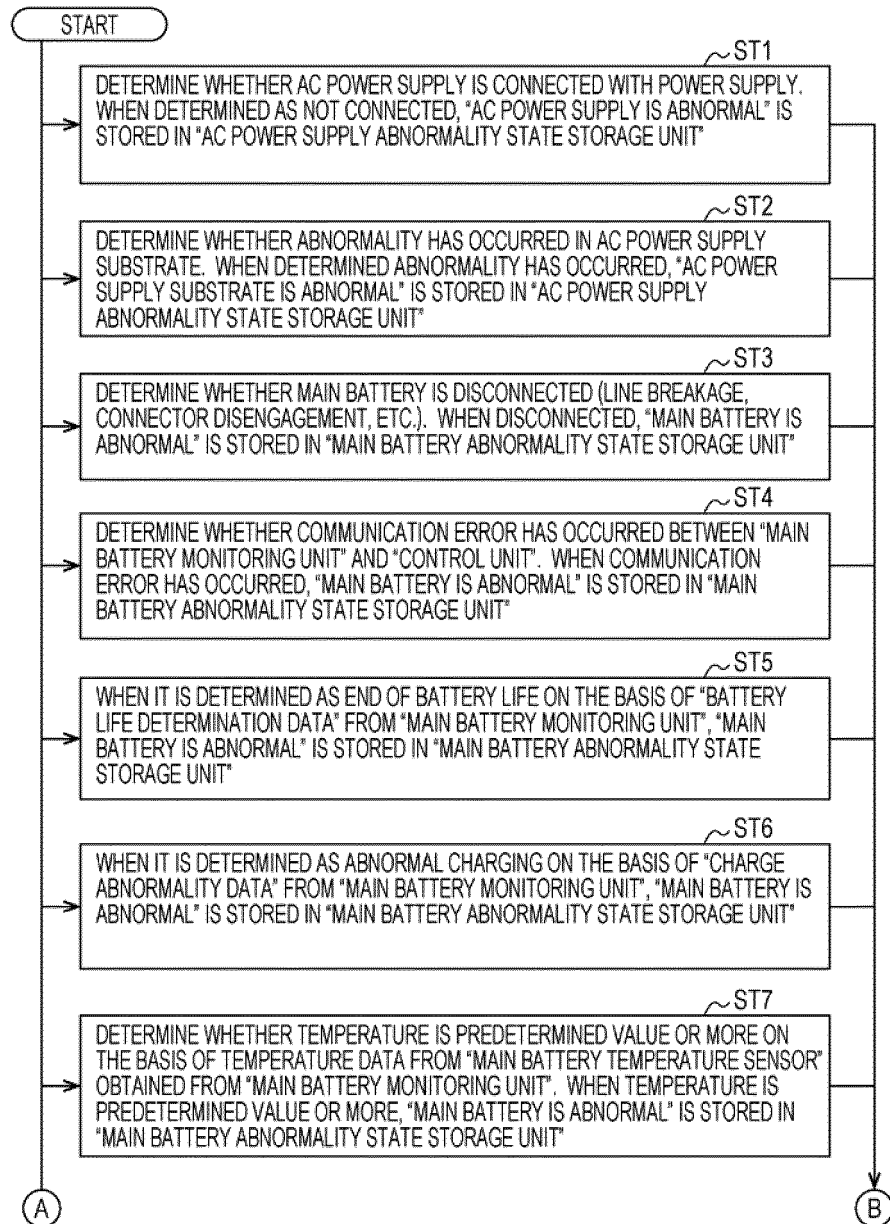 START
ST1
DETERMINE WHETHER AC POWER SUPPLY IS CONNECTED WITH POWER SUPPLY.
WHEN DETERMINED AS NOT CONNECTED, "AC POWER SUPPLY IS ABNORMAL" IS
STORED IN "AC POWER SUPPLY ABNORMALITY STATE STORAGE UNIT"
ST2
DETERMINE WHETHER ABNORMALITY HAS OCCURRED IN AC POWER SUPPLY
SUBSTRATE. WHEN DETERMINED ABNORMALITY HAS OCCURRED, "AC POWER
SUPPLY SUBSTRATE IS ABNORMAL" IS STORED IN "AC POWER SUPPLY
ABNORMALITY STATE STORAGE UNIT"
ST3
DETERMINE WHETHER MAIN BATTERY IS DISCONNECTED (LINE BREAKAGE,
CONNECTOR DISENGAGEMENT, ETC.). WHEN DISCONNECTED, "MAIN BATTERY IS
ABNORMAL" IS STORED IN "MAIN BATTERY ABNORMALITY STATE STORAGE UNIT"
ST4
DETERMINE WHETHER COMMUNICATION ERROR HAS OCCURRED BETWEEN "MAIN
BATTERY MONITORING UNIT" AND "CONTROL UNIT". WHEN COMMUNICATION
ERROR HAS OCCURRED, "MAIN BATTERY IS ABNORMAL" IS STORED IN "MAIN
BATTERY ABNORMALITY STATE STORAGE UNIT"
ST5
WHEN IT IS DETERMINED AS END OF BATTERY LIFE ON THE BASIS OF "BATTERY
LIFE DETERMINATION DATA" FROM "MAIN BATTERY MONITORING UNIT", "MAIN
BATTERY IS ABNORMAL" IS STORED IN "MAIN BATTERY ABNORMALITY STATE
STORAGE UNIT"
ST6
WHEN IT IS DETERMINED AS ABNORMAL CHARGING ON THE BASIS OF "CHARGE
ABNORMALITY DATA" FROM "MAIN BATTERY MONITORING UNIT", "MAIN BATTERY IS
ABNORMAL" IS STORED IN "MAIN BATTERY ABNORMALITY STATE STORAGE UNIT"
ST7
DETERMINE WHETHER TEMPERATURE IS PREDETERMINED VALUE OR MORE ON
THE BASIS OF TEMPERATURE DATA FROM "MAIN BATTERY TEMPERATURE SENSOR"
OBTAINED FROM "MAIN BATTERY MONITORING UNIT". WHEN TEMPERATURE IS
PREDETERMINED VALUE OR MORE, "MAIN BATTERY IS ABNORMAL" IS STORED IN
"MAIN BATTERY ABNORMALITY STATE STORAGE UNIT"
A
B